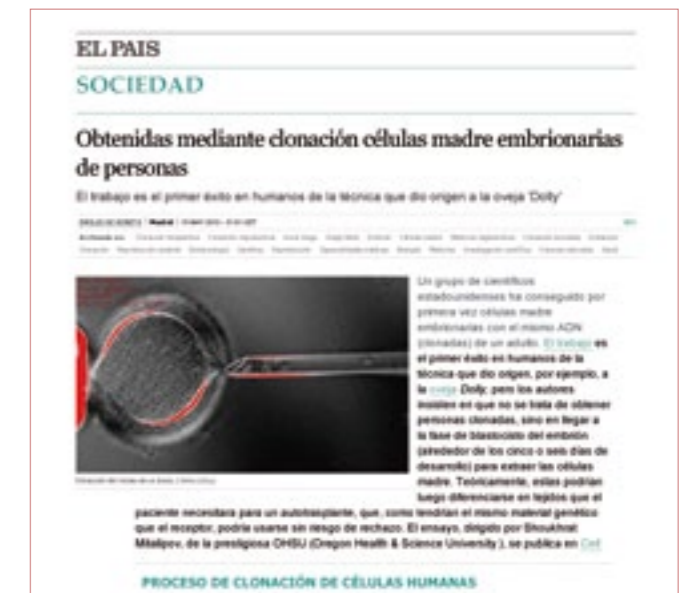 EL PAIS
SOCIEDAD
Obtenidas mediante clonación células madre embrionarias
de personas
El trabajo es el primer éxito en humanos de la técnica que dio origen a la oveja 'Dolly'
Madrid
Un grupo de científicos
estadounidenses ha conseguido por
primera vez células madre
embrionarias con el mismo ADN
(clonadas) de un adulto. El trabajo es
el primer éxito en humanos de la
técnica que dio origen, por ejemplo, a
la oveja Dolly, pero los autores
insisten en que no se trata de obtener
personas clonadas, sino en llegar a
la fase de blastocisto del embrión
(alrededor de los cinco o seis días de
desarrollo) para extraer las células
madre. Teóricamente, estas podrían
luego diferenciarse en tejidos que el
paciente necesitara para un autotrasplante, que, como tendrían el mismo material genético
que el receptor, podría usarse sin riesgo de rechazo. El ensayo, dirigido por Shoukhrat
Mitalipov, de la prestigiosa OHSU (Oregon Health & Science University), se publica en Cell
PROCESO DE CLONACIÓN DE CÉLULAS HUMANAS